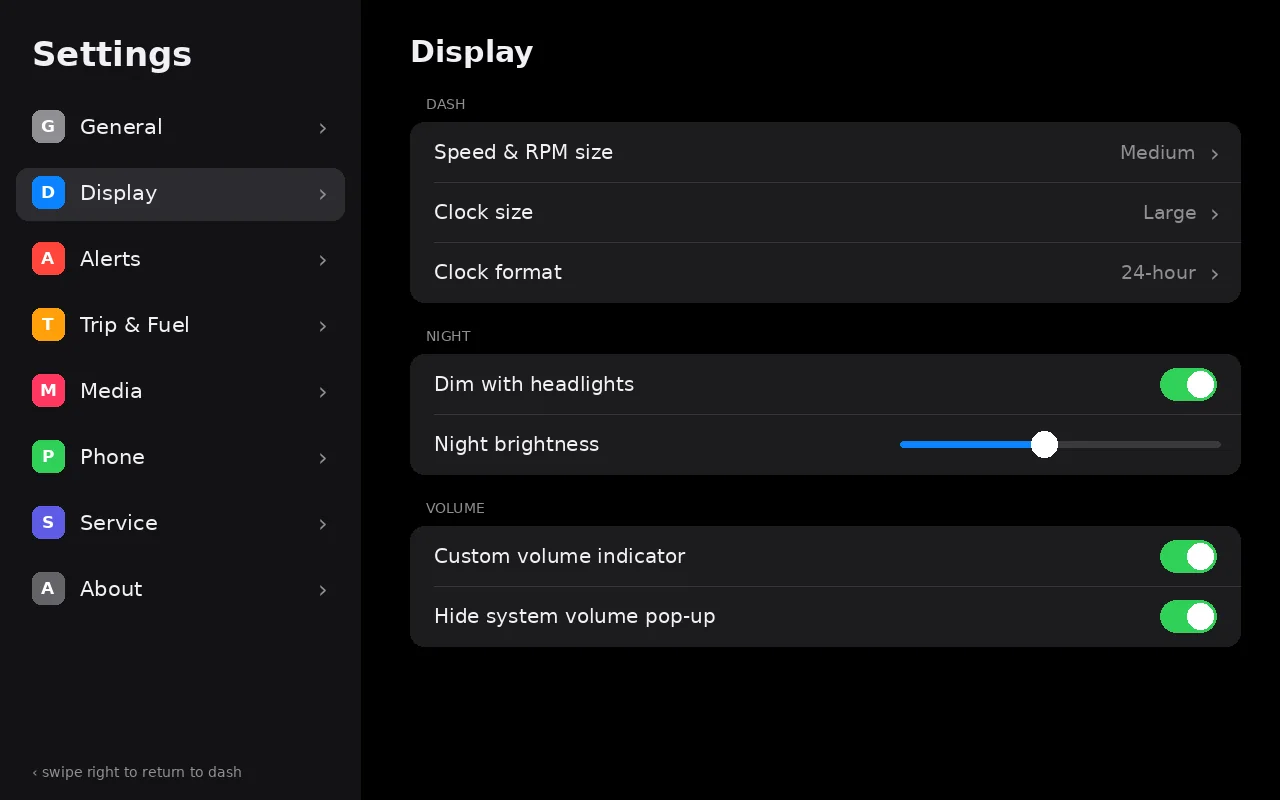 Settings
G General ›
D Display ›
A Alerts ›
T Trip & Fuel ›
M Media ›
P Phone ›
S Service ›
A About ›
‹ swipe right to return to dash
Display
DASH
Speed & RPM size Medium ›
Clock size Large ›
Clock format 24-hour ›
NIGHT
Dim with headlights
Night brightness
VOLUME
Custom volume indicator
Hide system volume pop-up